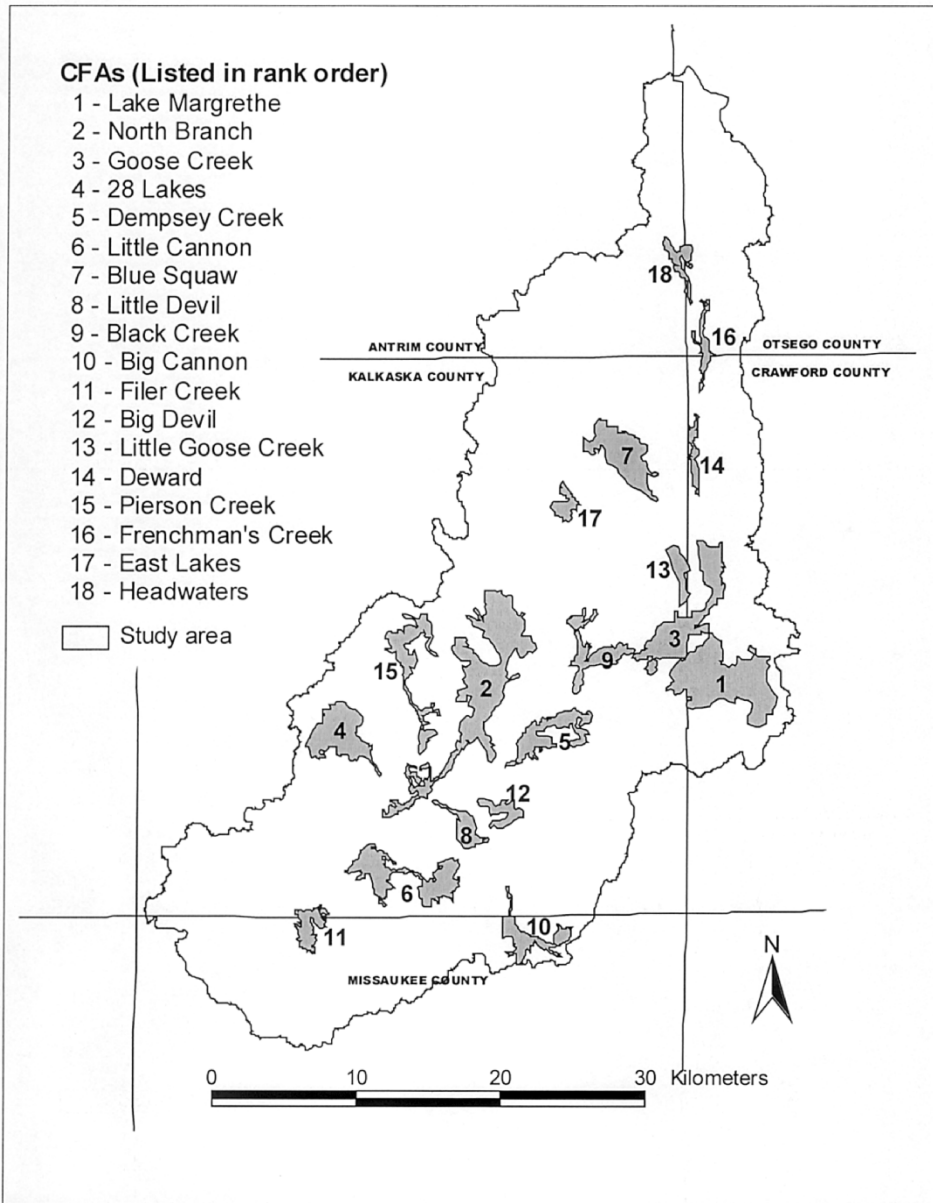 CFAs (Listed in rank order)
1 - Lake Margrethe
2 - North Branch
3 - Goose Creek
4 - 28 Lakes
5 - Dempsey Creek
6 - Little Cannon
7 - Blue Squaw
8 - Little Devil
9 - Black Creek
10 - Big Cannon
11 - Filer Creek
12 - Big Devil
13 - Little Goose Creek
14 - Deward
15 - Pierson Creek
16 - Frenchman's Creek
17 - East Lakes
18 - Headwaters
Study area
18
16
ANTRIM COUNTY
OTSEGO COUNTY
KALKASKA COUNTY
CRAWFORD COUNTY
7
14
17
13
3
15
9
2
1
4
5
12
8
6
10
11
MISSAUKEE COUNTY
N
0 10 20 30 Kilometers